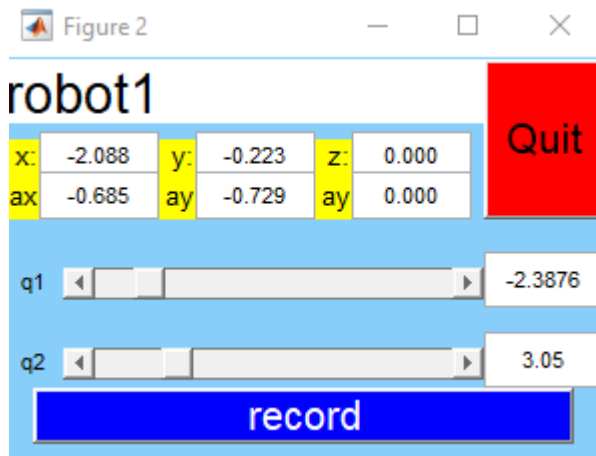 Figure 2
robot1
Quit
x: -2.088 y: -0.223 z: 0.000
ax -0.685 ay -0.729 ay 0.000
q1 -2.3876
q2 3.05
record